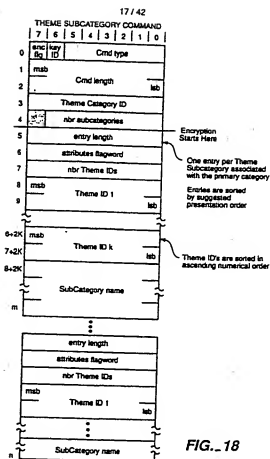 17 / 42
THEME SUBCATEGORY COMMAND
7 6 5 4 3 2 1 0
0 enc flg key ID Cmd type
1 msb
Cmd length
2 lsb
3 Theme Category ID
4 nbr subcategories
Encryption Starts Here
5 entry length
6 attributes flagword
7 nbr Theme IDs
8 msb
Theme ID 1
9 lsb
One entry per Theme
Subcategory associated
with the primary category
Entries are sorted
by suggested
presentation order
6+2K msb
Theme ID k
7+2K lsb
Theme ID's are sorted in
ascending numerical order
8+2K
SubCategory name
m
entry length
attributes flagword
nbr Theme IDs
msb
Theme ID 1
lsb
SubCategory name
n
FIG._18